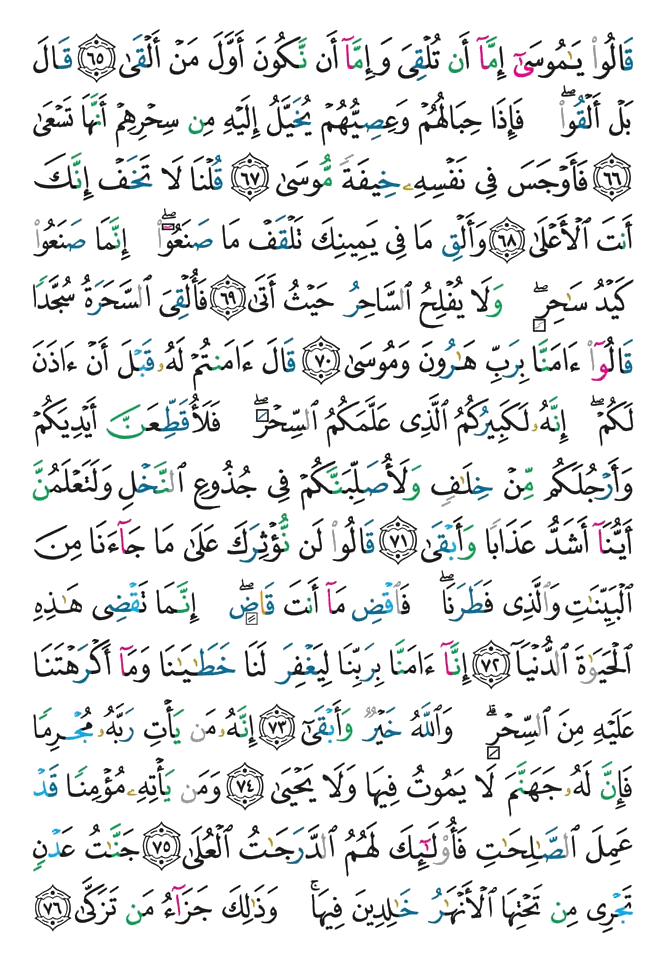 قَالُوا۟ يَـٰمُوسَىٰٓ إِمَّآ أَن تُلْقِىَ وَإِمَّآ أَن نَّكُونَ أَوَّلَ مَنْ أَلْقَىٰ ﴿٦٥﴾ قَالَ
بَلْ أَلْقُوا۟ ۖ فَإِذَا حِبَالُهُمْ وَعِصِيُّهُمْ يُخَيَّلُ إِلَيْهِ مِن سِحْرِهِمْ أَنَّهَا تَسْعَىٰ
﴿٦٦﴾ فَأَوْجَسَ فِى نَفْسِهِۦ خِيفَةً مُّوسَىٰ ﴿٦٧﴾ قُلْنَا لَا تَخَفْ إِنَّكَ
أَنتَ ٱلْأَعْلَىٰ ﴿٦٨﴾ وَأَلْقِ مَا فِى يَمِينِكَ تَلْقَفْ مَا صَنَعُوٓا۟ ۖ إِنَّمَا صَنَعُوا۟
كَيْدُ سَـٰحِرٍ ۖ وَلَا يُفْلِحُ ٱلسَّاحِرُ حَيْثُ أَتَىٰ ﴿٦٩﴾ فَأُلْقِىَ ٱلسَّحَرَةُ سُجَّدًا
قَالُوٓا۟ ءَامَنَّا بِرَبِّ هَـٰرُونَ وَمُوسَىٰ ﴿٧٠﴾ قَالَ ءَامَنتُمْ لَهُۥ قَبْلَ أَنْ ءَاذَنَ
لَكُمْ ۖ إِنَّهُۥ لَكَبِيرُكُمُ ٱلَّذِى عَلَّمَكُمُ ٱلسِّحْرَ ۖ فَلَأُقَطِّعَنَّ أَيْدِيَكُمْ
وَأَرْجُلَكُم مِّنْ خِلَـٰفٍ وَلَأُصَلِّبَنَّكُمْ فِى جُذُوعِ ٱلنَّخْلِ وَلَتَعْلَمُنَّ
أَيُّنَآ أَشَدُّ عَذَابًا وَأَبْقَىٰ ﴿٧١﴾ قَالُوا۟ لَن نُّؤْثِرَكَ عَلَىٰ مَا جَآءَنَا مِنَ
ٱلْبَيِّنَـٰتِ وَٱلَّذِى فَطَرَنَا ۖ فَٱقْضِ مَآ أَنتَ قَاضٍ ۖ إِنَّمَا تَقْضِى هَـٰذِهِ
ٱلْحَيَوٰةَ ٱلدُّنْيَآ ﴿٧٢﴾ إِنَّآ ءَامَنَّا بِرَبِّنَا لِيَغْفِرَ لَنَا خَطَـٰيَـٰنَا وَمَآ أَكْرَهْتَنَا
عَلَيْهِ مِنَ ٱلسِّحْرِ ۗ وَٱللَّهُ خَيْرٌ وَأَبْقَىٰٓ ﴿٧٣﴾ إِنَّهُۥ مَن يَأْتِ رَبَّهُۥ مُجْرِمًا
فَإِنَّ لَهُۥ جَهَنَّمَ لَا يَمُوتُ فِيهَا وَلَا يَحْيَىٰ ﴿٧٤﴾ وَمَن يَأْتِهِۦ مُؤْمِنًا قَدْ
عَمِلَ ٱلصَّـٰلِحَـٰتِ فَأُو۟لَـٰٓئِكَ لَهُمُ ٱلدَّرَجَـٰتُ ٱلْعُلَىٰ ﴿٧٥﴾ جَنَّـٰتُ عَدْنٍ
تَجْرِى مِن تَحْتِهَا ٱلْأَنْهَـٰرُ خَـٰلِدِينَ فِيهَا ۚ وَذَٰلِكَ جَزَآءُ مَن تَزَكَّىٰ ﴿٧٦﴾